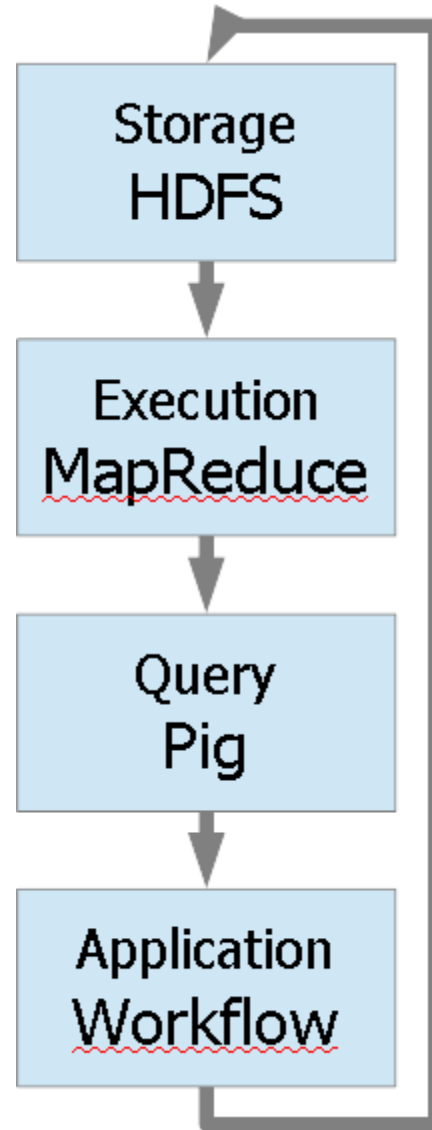 Storage
HDFS
Execution
MapReduce
Query
Pig
Application
Workflow